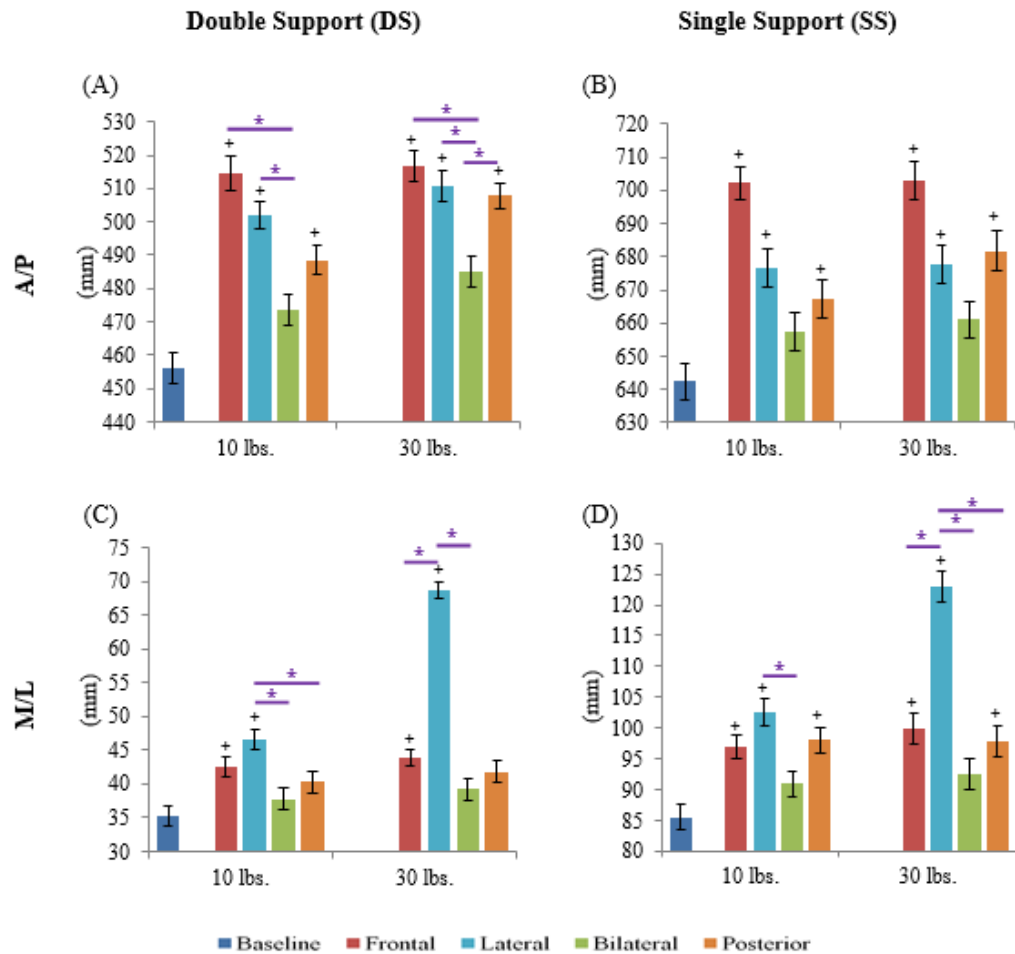 Double Support (DS) Single Support (SS)
A/P
M/L
(A)
(mm)
530
520
510
500
490
480
470
460
450
440
+ + + +
+ + +
* *
* * *
10 lbs. 30 lbs.
(B)
(mm)
720
710
700
690
680
670
660
650
640
630
+ + +
+ + +
10 lbs. 30 lbs.
(C)
(mm)
75
70
65
60
55
50
45
40
35
30
+ +
+ +
* *
* *
10 lbs. 30 lbs.
(D)
(mm)
130
125
120
115
110
105
100
95
90
85
80
+ + +
+ + +
*
* * *
10 lbs. 30 lbs.
Baseline Frontal Lateral Bilateral Posterior